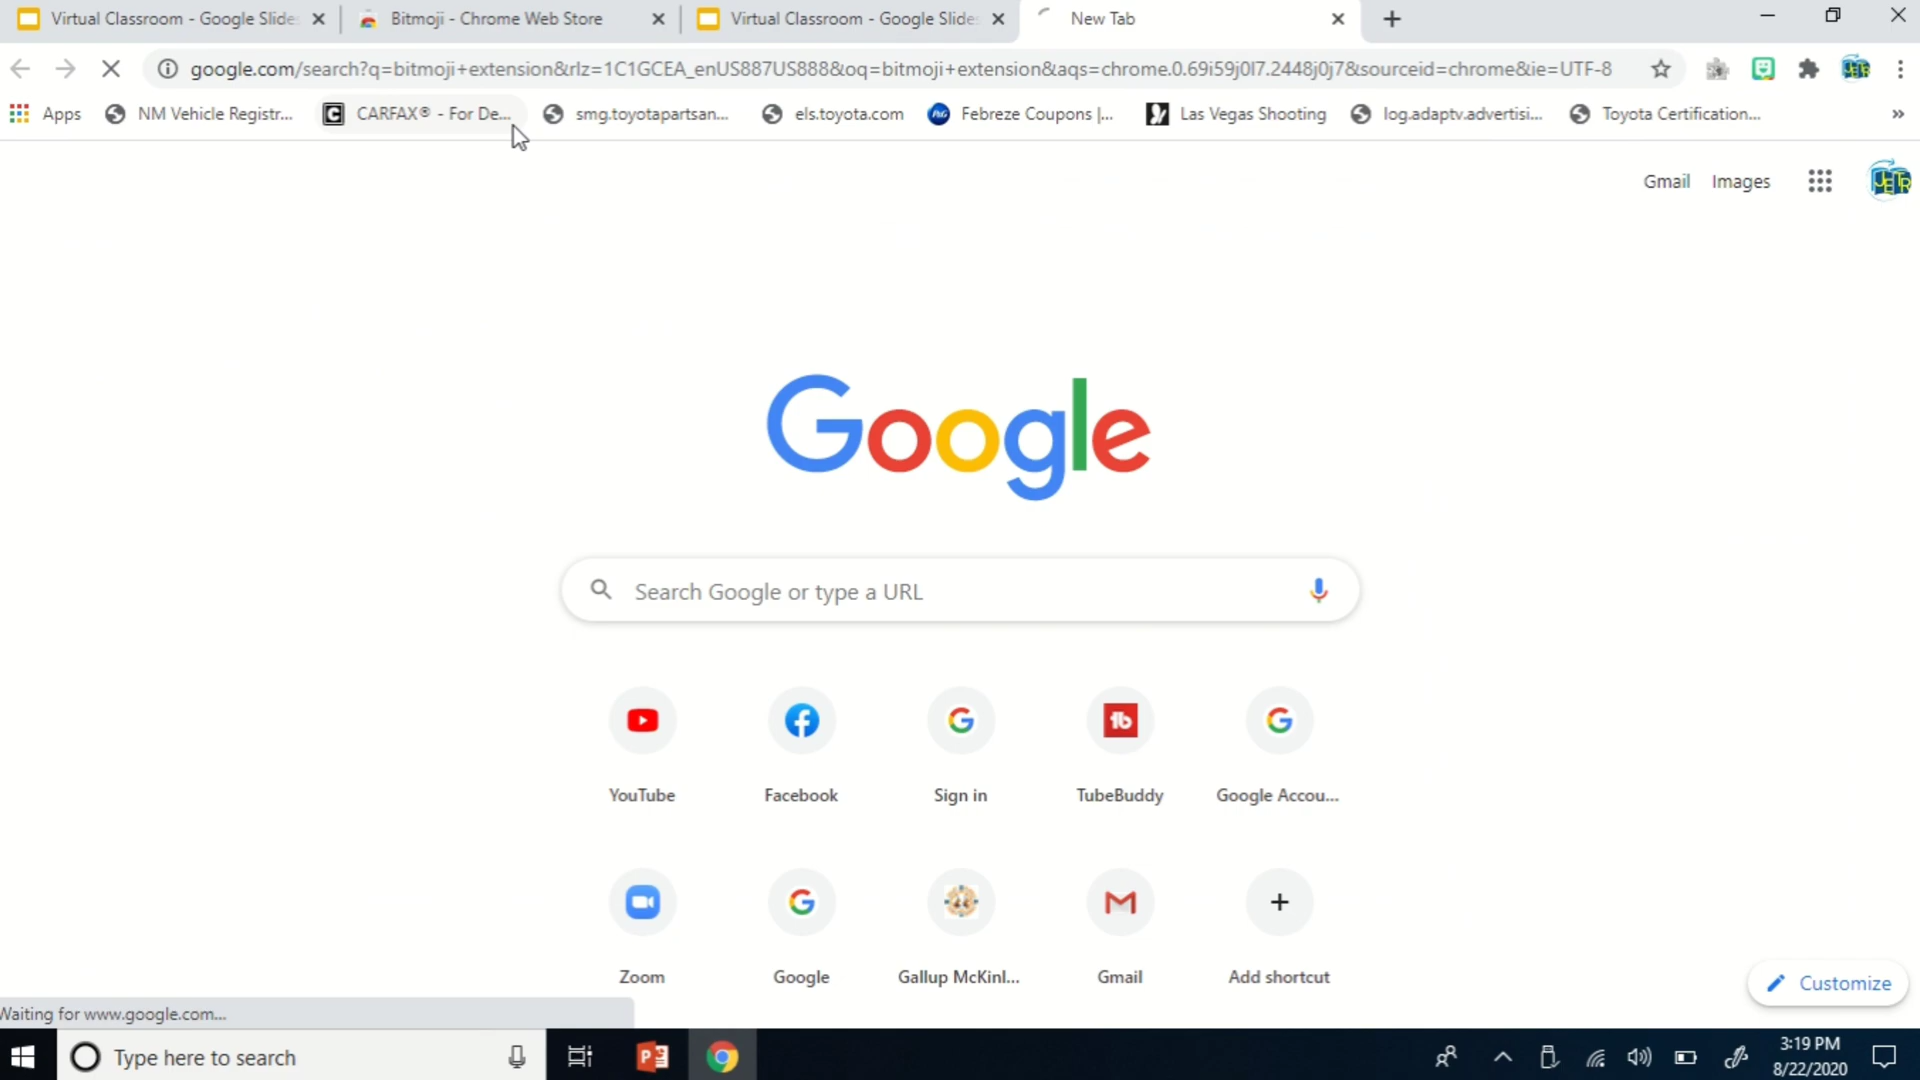 Virtual Classroom - Google Slides
Bitmoji - Chrome Web Store
Virtual Classroom - Google Slides
New Tab
google.com/search?q=bitmoji+extension&rlz=1C1GCEA_enUS887US888&oq=bitmoji+extension&aqs=chrome.0.69i59j0l7.2448j0j7&sourceid=chrome&ie=UTF-8
Apps
NM Vehicle Registr...
CARFAX® - For De...
smg.toyotapartsan...
els.toyota.com
P&G
Febreze Coupons |...
Las Vegas Shooting
log.adaptv.advertisi...
Toyota Certification...
»
Gmail
Images
JETR
Google
Search Google or type a URL
YouTube
Facebook
Sign in
TubeBuddy
Google Accou...
Zoom
Google
Gallup McKinl...
Gmail
Add shortcut
Customize
Waiting for www.google.com...
Type here to search
3:19 PM
8/22/2020